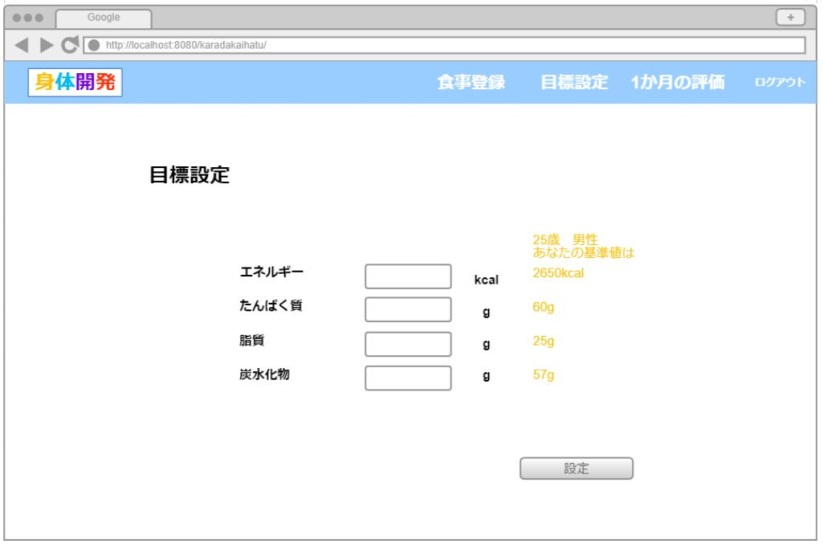 Google
+
http://localhost:8080/karadakaihatu/
身体開発
食事登録 目標設定 1か月の評価 ログアウト
目標設定
25歳 男性
あなたの基準値は
エネルギー kcal 2650kcal
たんぱく質 g 60g
脂質 g 25g
炭水化物 g 57g
設定